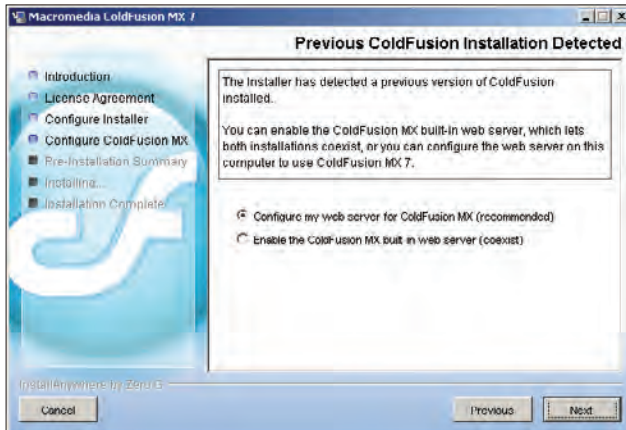 Macromedia ColdFusion MX 7
Previous ColdFusion Installation Detected
Introduction
License Agreement
Configure Installer
Configure ColdFusion MX
Pre-Installation Summary
Installing...
Installation Complete
The Installer has detected a previous version of ColdFusion
installed.
You can enable the ColdFusion MX built-in web server, which lets
both installations coexist, or you can configure the web server on this
computer to use ColdFusion MX 7.
Configure my web server for ColdFusion MX (recommended)
Enable the ColdFusion MX built in web server (coexist)
InstallAnywhere by Zero G
Cancel
Previous
Next